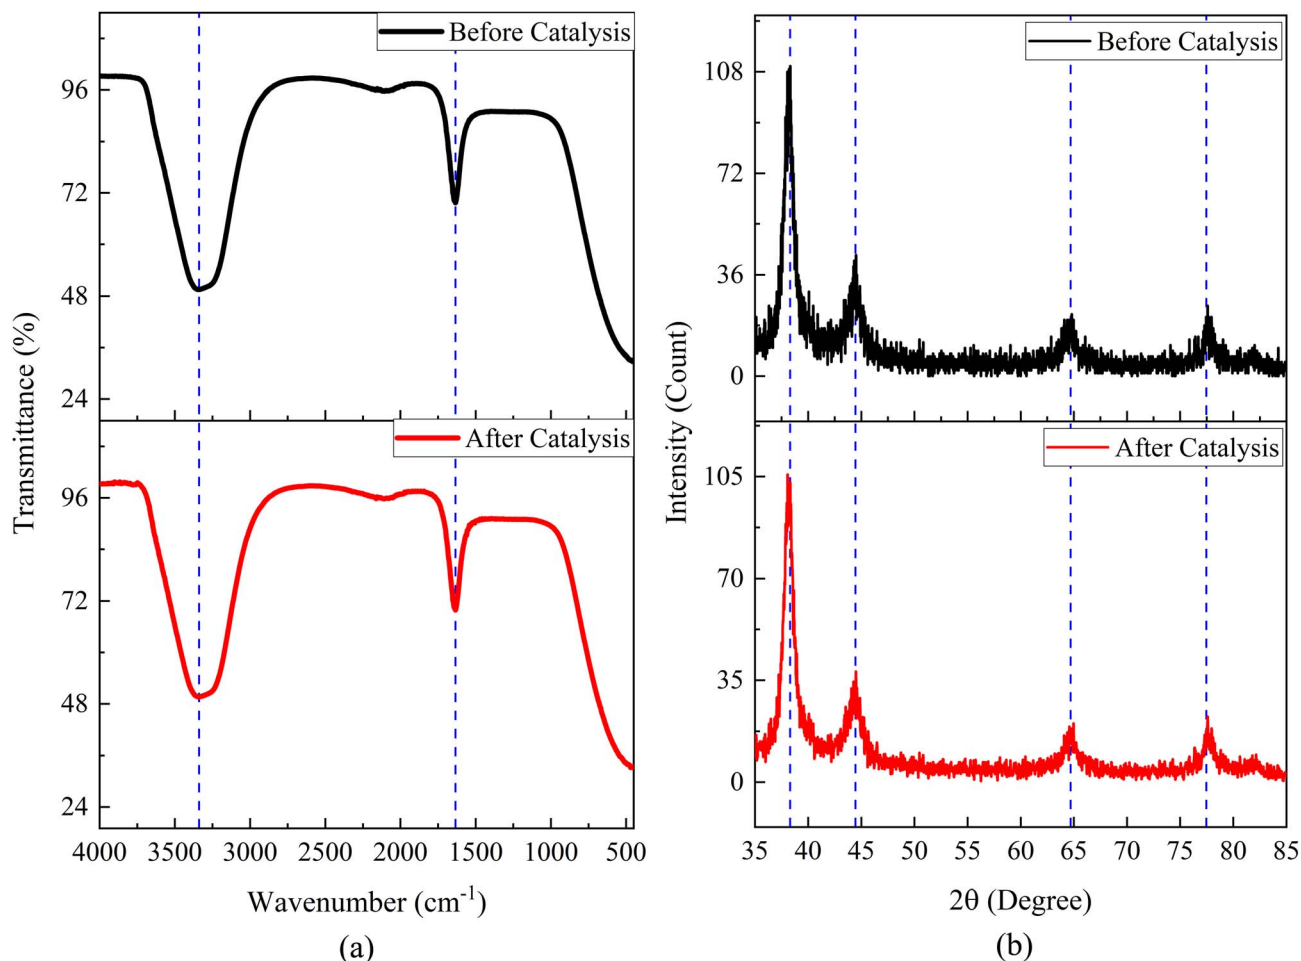 Before Catalysis
96
72
48
24
After Catalysis
96
72
48
24
Transmittance (%)
4000 3500 3000 2500 2000 1500 1000 500
Wavenumber (cm⁻¹)
(a)
Before Catalysis
108
72
36
0
After Catalysis
105
70
35
0
Intensity (Count)
35 40 45 50 55 60 65 70 75 80 85
2θ (Degree)
(b)